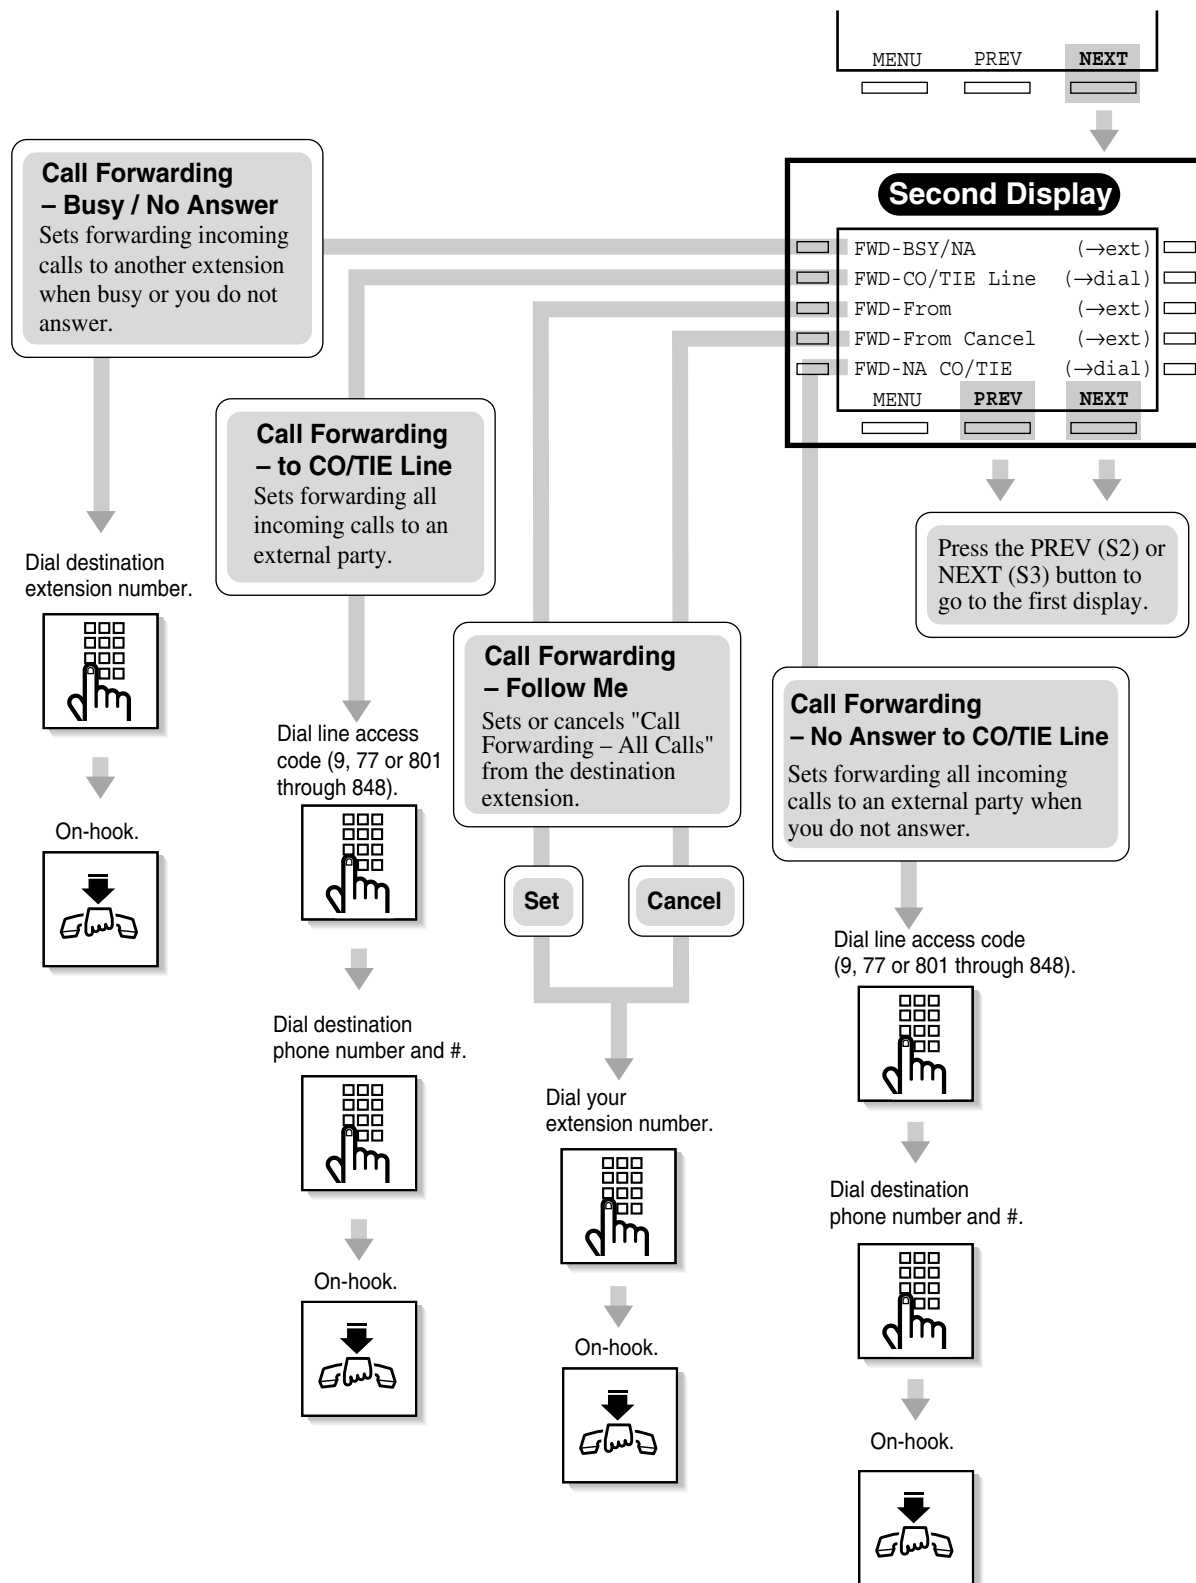 MENU PREV NEXT
Second Display
FWD-BSY/NA (→ext)
FWD-CO/TIE Line (→dial)
FWD-From (→ext)
FWD-From Cancel (→ext)
FWD-NA CO/TIE (→dial)
MENU PREV NEXT
Press the PREV (S2) or
NEXT (S3) button to
go to the first display.
Call Forwarding
– Busy / No Answer
Sets forwarding incoming
calls to another extension
when busy or you do not
answer.
Dial destination
extension number.
On-hook.
Call Forwarding
– to CO/TIE Line
Sets forwarding all
incoming calls to an
external party.
Dial line access
code (9, 77 or 801
through 848).
Dial destination
phone number and #.
On-hook.
Call Forwarding
– Follow Me
Sets or cancels "Call
Forwarding – All Calls"
from the destination
extension.
Set
Cancel
Dial your
extension number.
On-hook.
Call Forwarding
– No Answer to CO/TIE Line
Sets forwarding all incoming
calls to an external party when
you do not answer.
Dial line access code
(9, 77 or 801 through 848).
Dial destination
phone number and #.
On-hook.